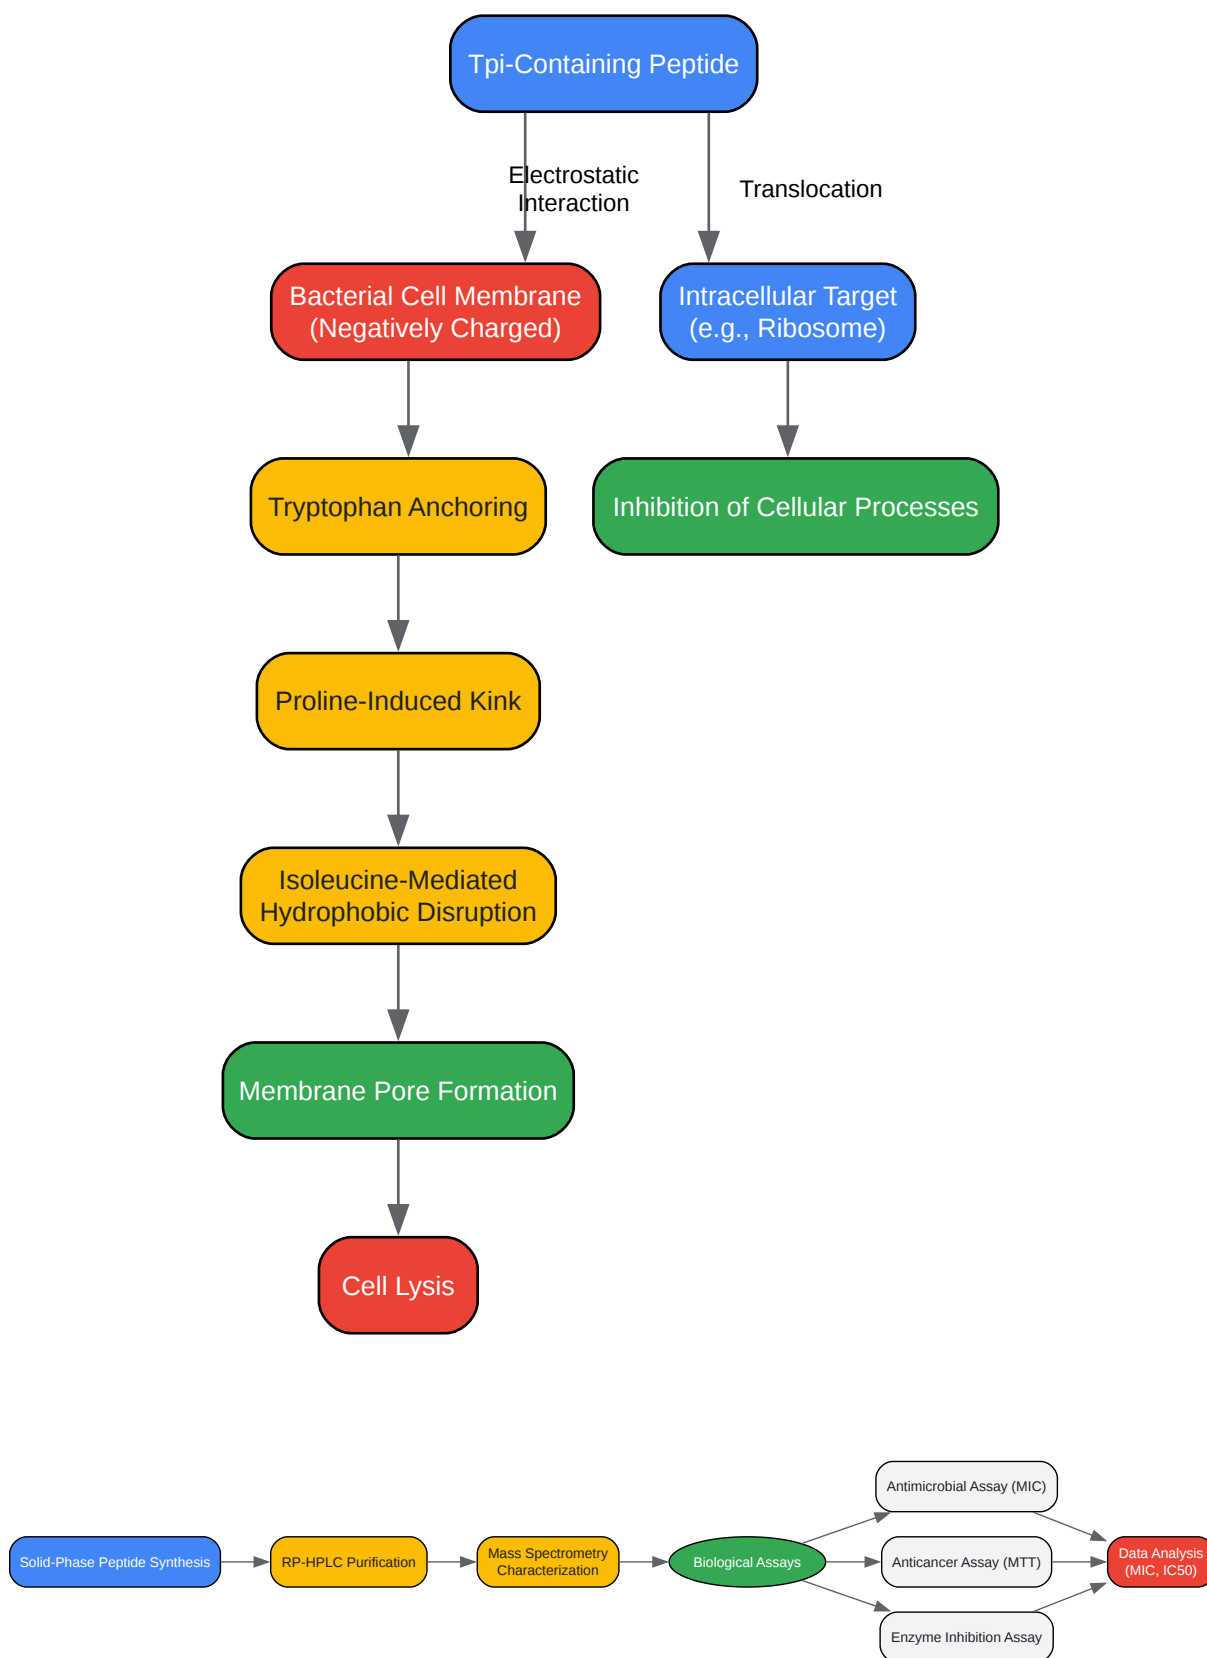 Tpi-Containing Peptide
Electrostatic
Interaction
Translocation
Bacterial Cell Membrane
(Negatively Charged)
Intracellular Target
(e.g., Ribosome)
Tryptophan Anchoring
Inhibition of Cellular Processes
Proline-Induced Kink
Isoleucine-Mediated
Hydrophobic Disruption
Membrane Pore Formation
Cell Lysis
Solid-Phase Peptide Synthesis
RP-HPLC Purification
Mass Spectrometry
Characterization
Biological Assays
Antimicrobial Assay (MIC)
Anticancer Assay (MTT)
Enzyme Inhibition Assay
Data Analysis
(MIC, IC50)